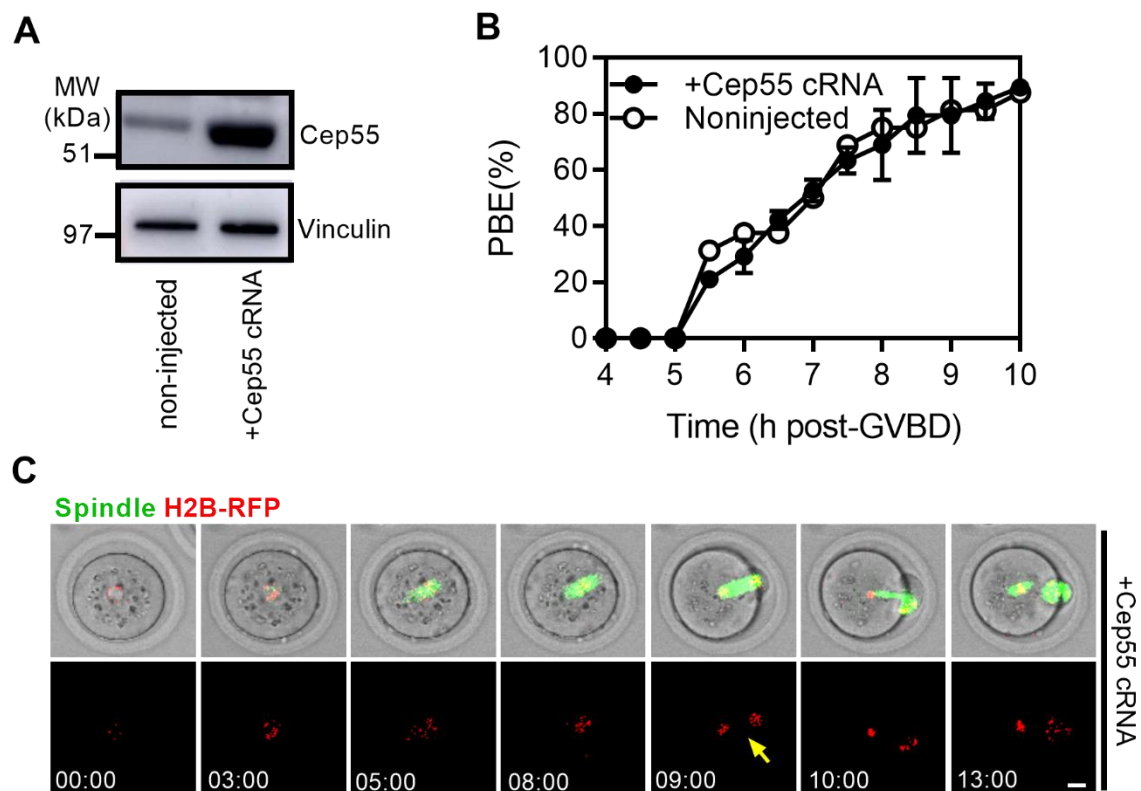 A
MW
(kDa)
51
Cep55
97
Vinculin
non-injected
+Cep55 cRNA
B
PBE(%)
100
80
60
40
20
0
+Cep55 cRNA
Noninjected
4 5 6 7 8 9 10
Time (h post-GVBD)
C
Spindle H2B-RFP
00:00 03:00 05:00 08:00 09:00 10:00 13:00
+Cep55 cRNA